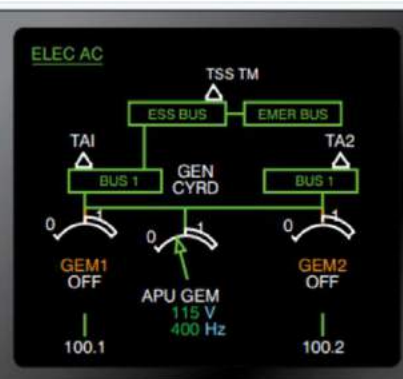 ELEC AC
TSS TM
ESS BUS EMER BUS
TAI TA2
BUS 1 GEN BUS 1
CYRD
0 1 0 1 0 1
GEM1 GEM2
OFF OFF
APU GEM
115 V
400 Hz
100.1 100.2